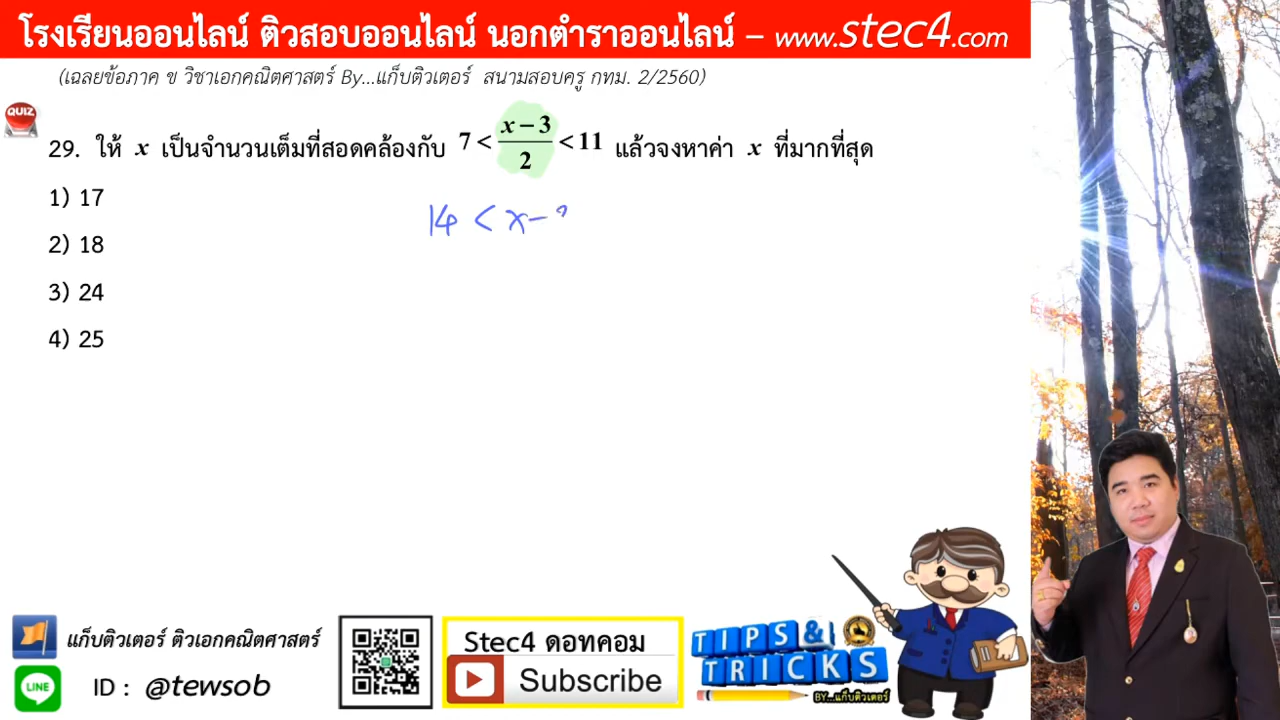 โรงเรียนออนไลน์ ติวสอบออนไลน์ นอกตำราออนไลน์ – www.stec4.com
(เฉลยข้อภาค ข วิชาเอกคณิตศาสตร์ By...แก็บติวเตอร์ สนามสอบครู กทม. 2/2560)
QUIZ
29. ให้ x เป็นจำนวนเต็มที่สอดคล้องกับ 7 < (x – 3)/2 < 11 แล้วจงหาค่า x ที่มากที่สุด
1) 17
14 < x –
2) 18
3) 24
4) 25
แก็บติวเตอร์ ติวเอกคณิตศาสตร์
LINE
ID : @tewsob
Stec4 ดอทคอม
Subscribe
TIPS &
TRICKS
BY...แก็บติวเตอร์